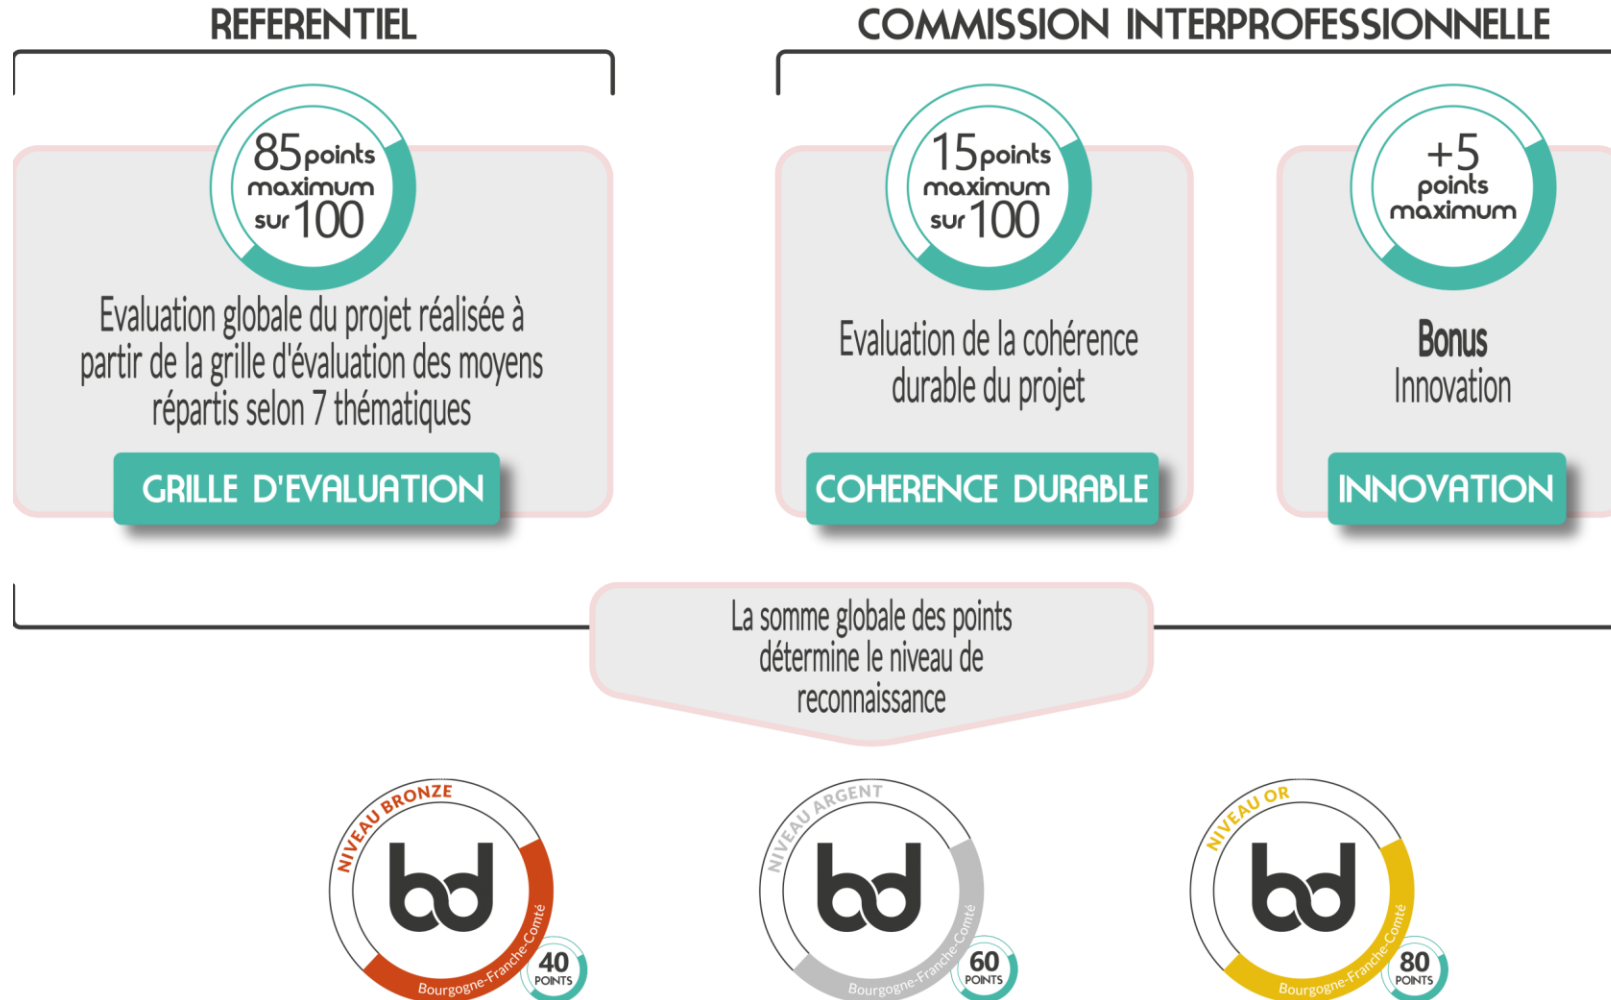 REFERENTIEL
COMMISSION INTERPROFESSIONNELLE
85 points
maximum
sur 100
Evaluation globale du projet réalisée à
partir de la grille d'évaluation des moyens
répartis selon 7 thématiques
GRILLE D'EVALUATION
15 points
maximum
sur 100
Evaluation de la cohérence
durable du projet
COHERENCE DURABLE
+5
points
maximum
Bonus
Innovation
INNOVATION
La somme globale des points
détermine le niveau de
reconnaissance
NIVEAU BRONZE
bd
Bourgogne-Franche-Comté
40
POINTS
NIVEAU ARGENT
bd
Bourgogne-Franche-Comté
60
POINTS
NIVEAU OR
bd
Bourgogne-Franche-Comté
80
POINTS